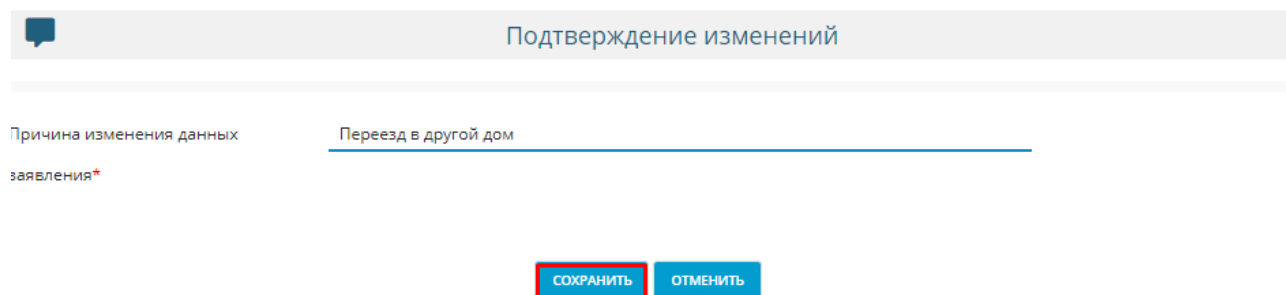 Подтверждение изменений
Причина изменения данных Переезд в другой дом
заявления*
СОХРАНИТЬ ОТМЕНИТЬ